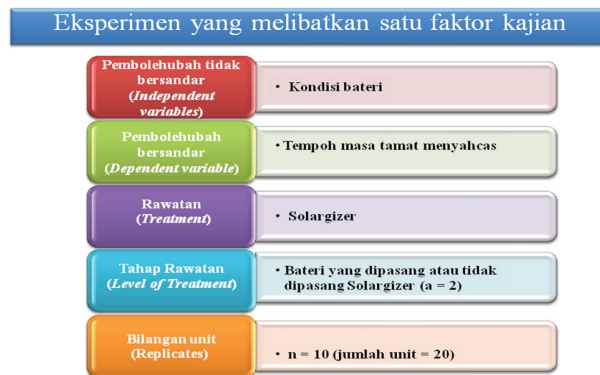 Eksperimen yang melibatkan satu faktor kajian
Pembolehubah tidak
bersandar
(Independent
variables)
• Kondisi bateri
Pembolehubah
bersandar
(Dependent variable)
• Tempoh masa tamat menyahcas
Rawatan
(Treatment)
• Solargizer
Tahap Rawatan
(Level of Treatment)
• Bateri yang dipasang atau tidak
dipasang Solargizer (a = 2)
Bilangan unit
(Replicates)
• n = 10 (jumlah unit = 20)